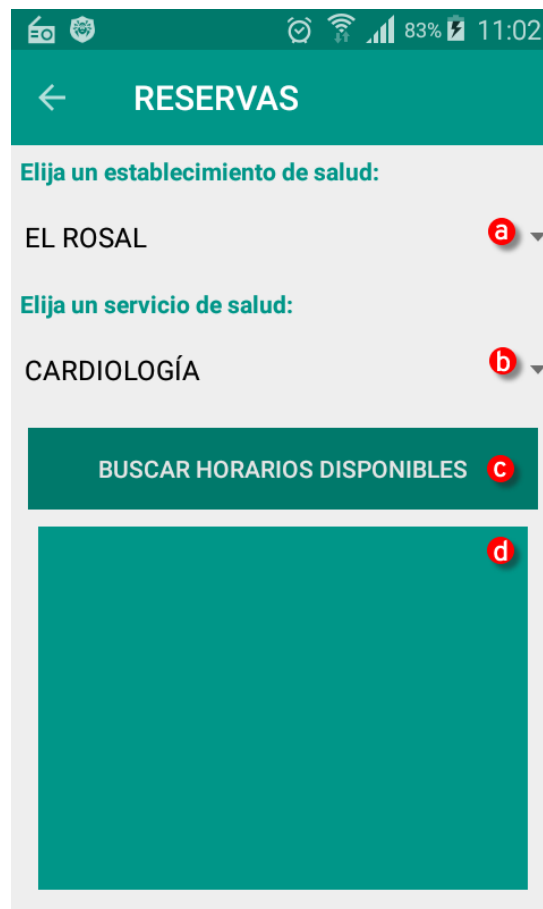 83% 11:02
RESERVAS
Elija un establecimiento de salud:
EL ROSAL a
Elija un servicio de salud:
CARDIOLOGÍA b
BUSCAR HORARIOS DISPONIBLES c
d